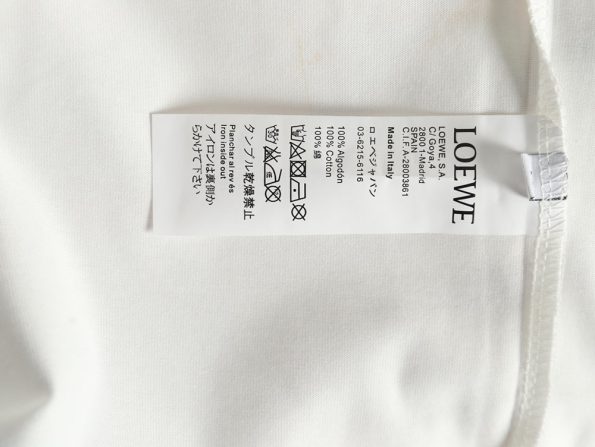 LOEWE
LOEWE, S.A.
C/ Goya,4
28001-Madrid
SPAIN
C.I.F. A-28003861
Made in Italy
ロエベジャパン
03-6215-6116
100% Algodón
100% Cotton
100% 綿
タンブル乾燥禁止
Planchar al revés
Iron inside out
アイロンは裏側か
らかけて下さい